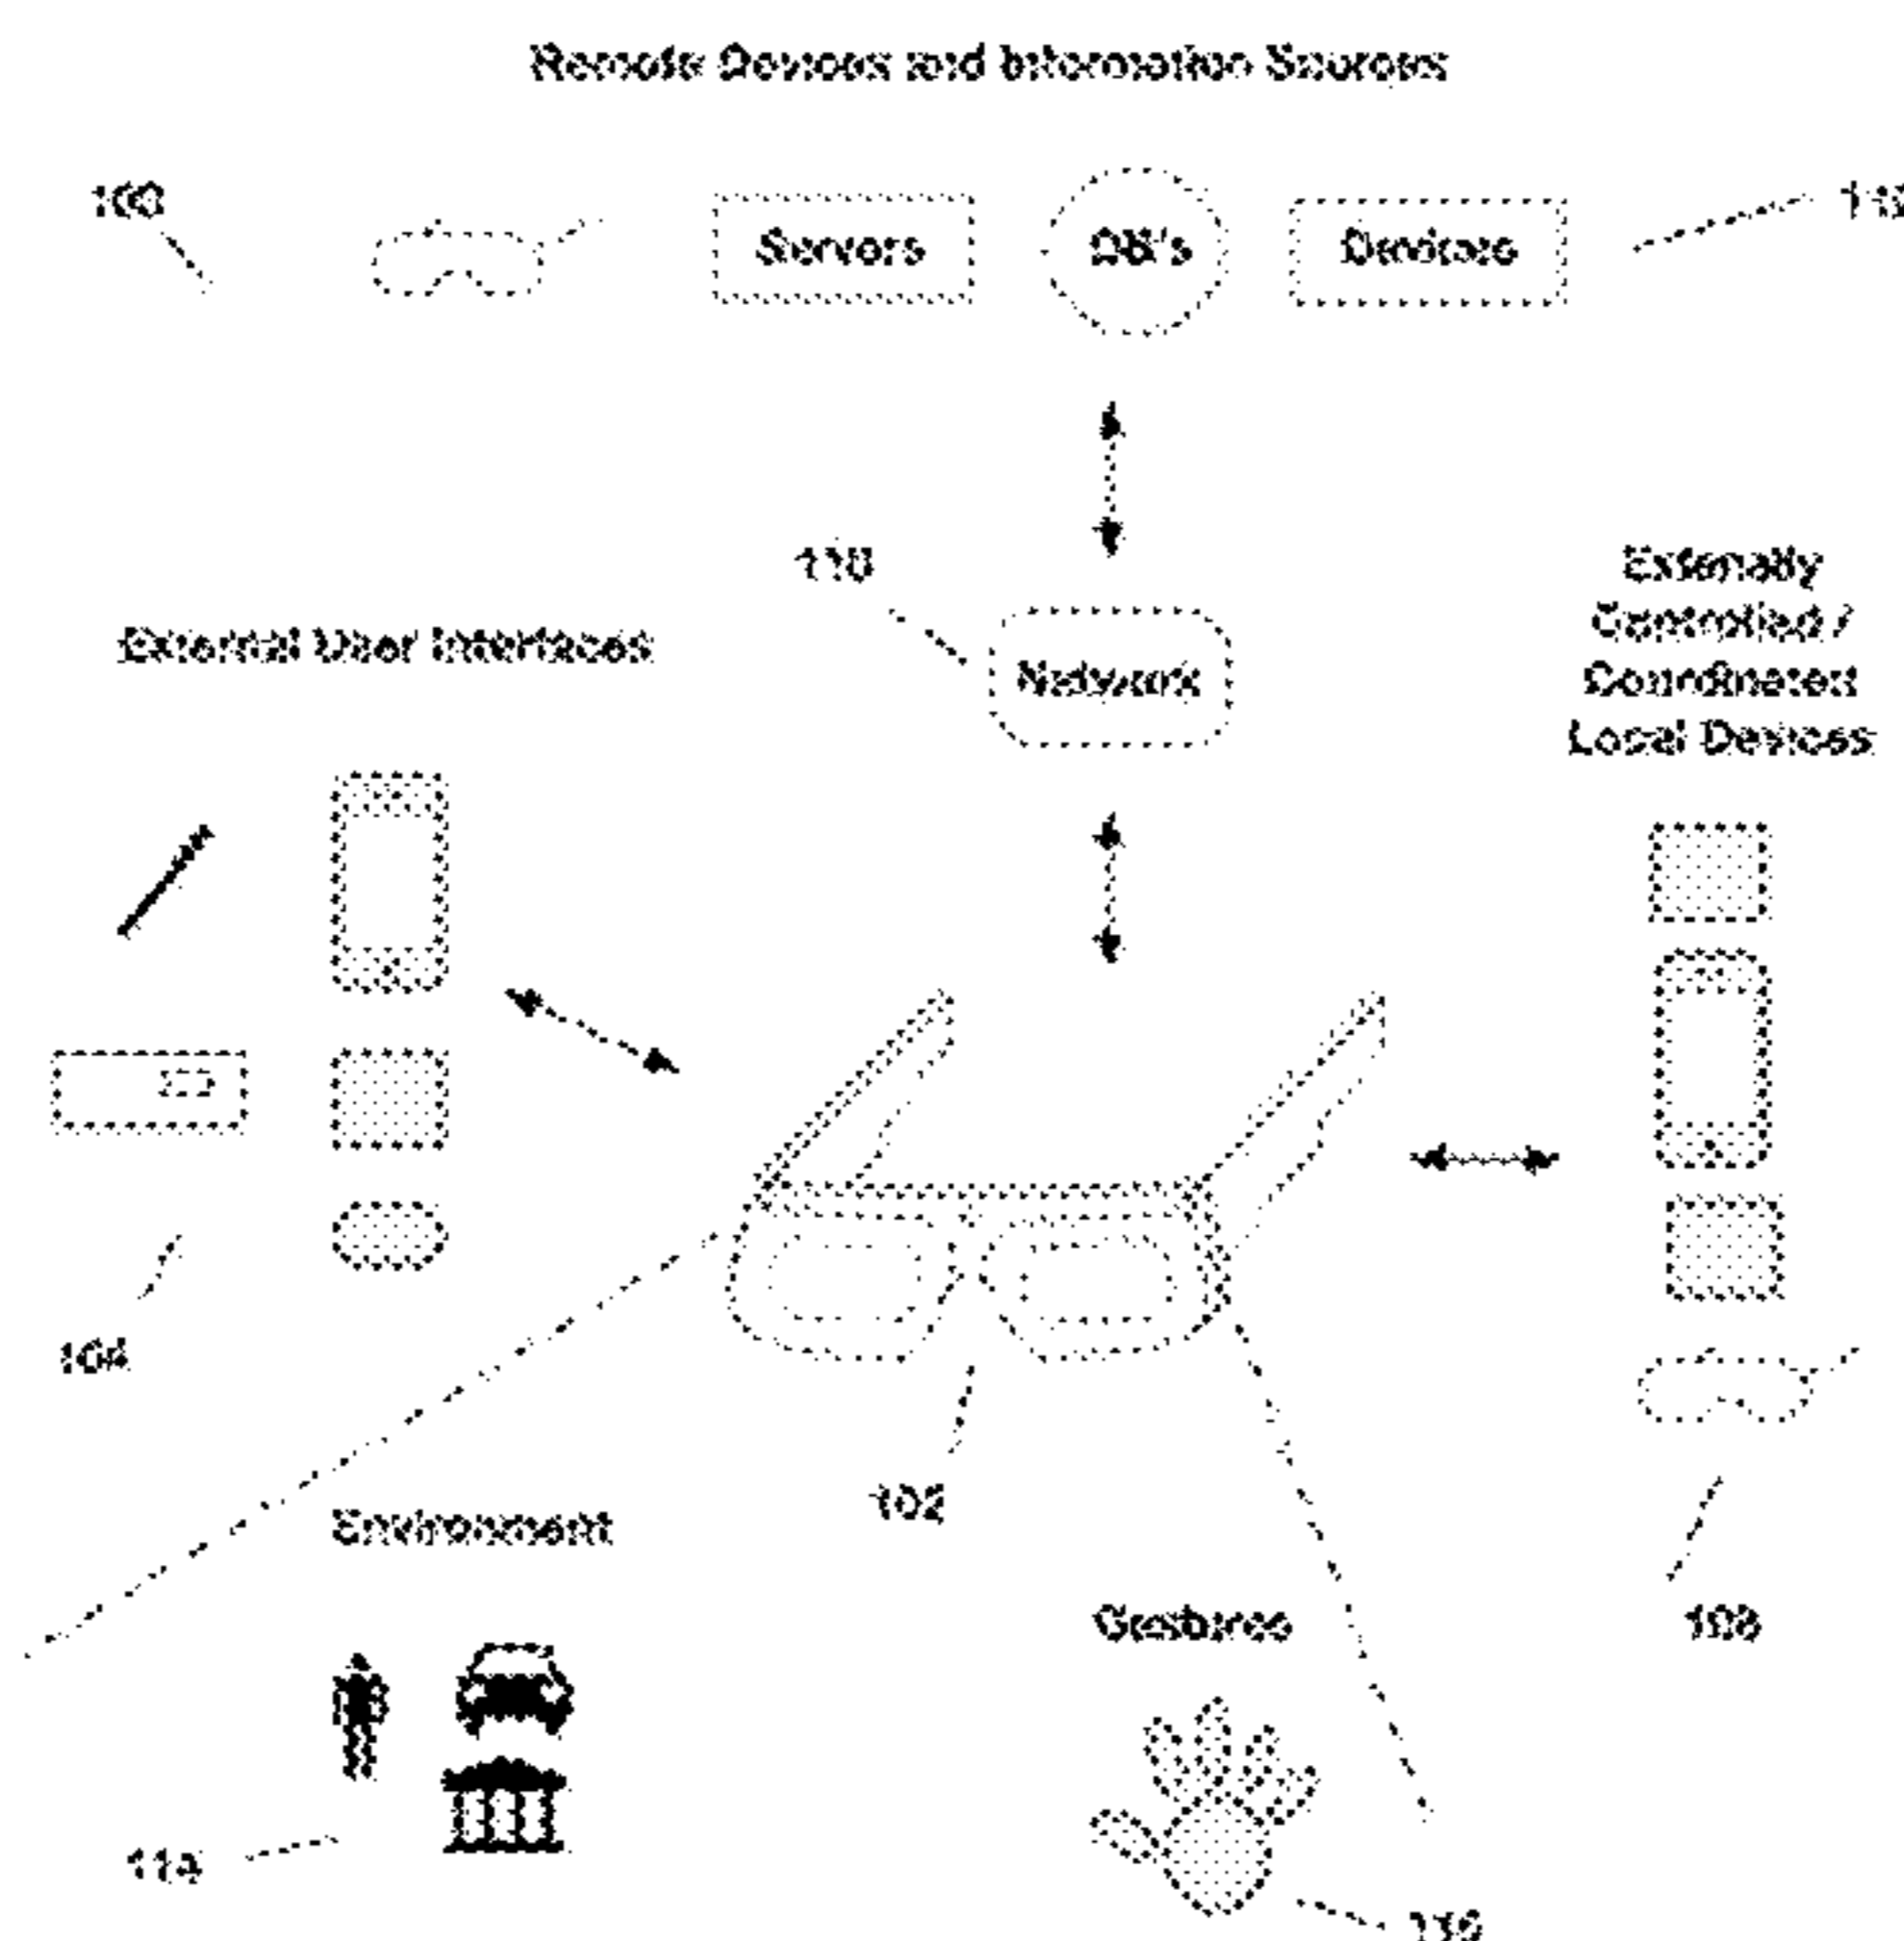 Remote Devices and Information Sources
Servers
DB's
Devices
110
Externally
Controlled /
Coordinated
Local Devices
External User Interfaces
Network
104
102
Environment
Gestures
108
114